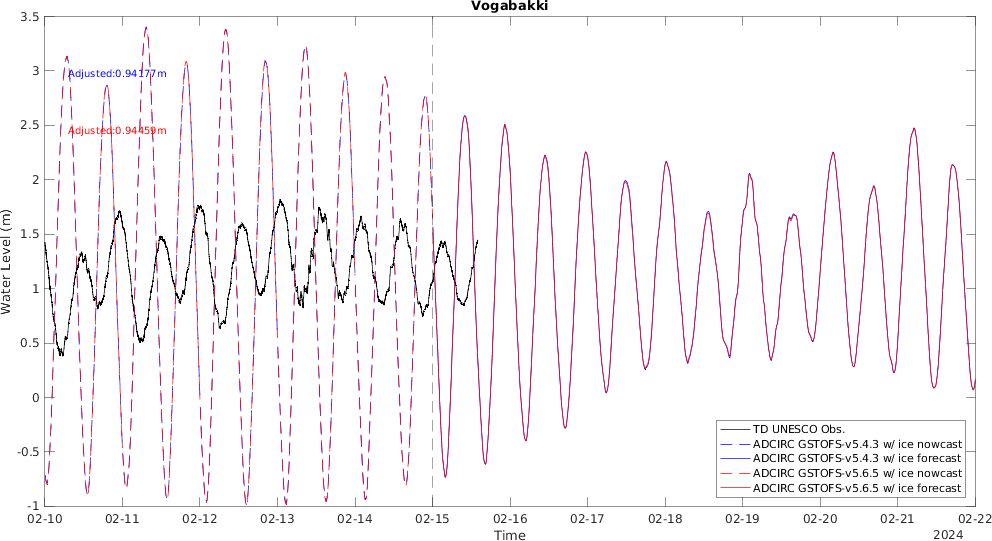 Vogabakki
3.5
3
2.5
2
1.5
1
0.5
0
-0.5
-1
Water Level (m)
Adjusted:0.94177m
Adjusted:0.94459m
TD UNESCO Obs.
ADCIRC GSTOFS-v5.4.3 w/ ice nowcast
ADCIRC GSTOFS-v5.4.3 w/ ice forecast
ADCIRC GSTOFS-v5.6.5 w/ ice nowcast
ADCIRC GSTOFS-v5.6.5 w/ ice forecast
02-10 02-11 02-12 02-13 02-14 02-15 02-16 02-17 02-18 02-19 02-20 02-21 02-22
Time
2024